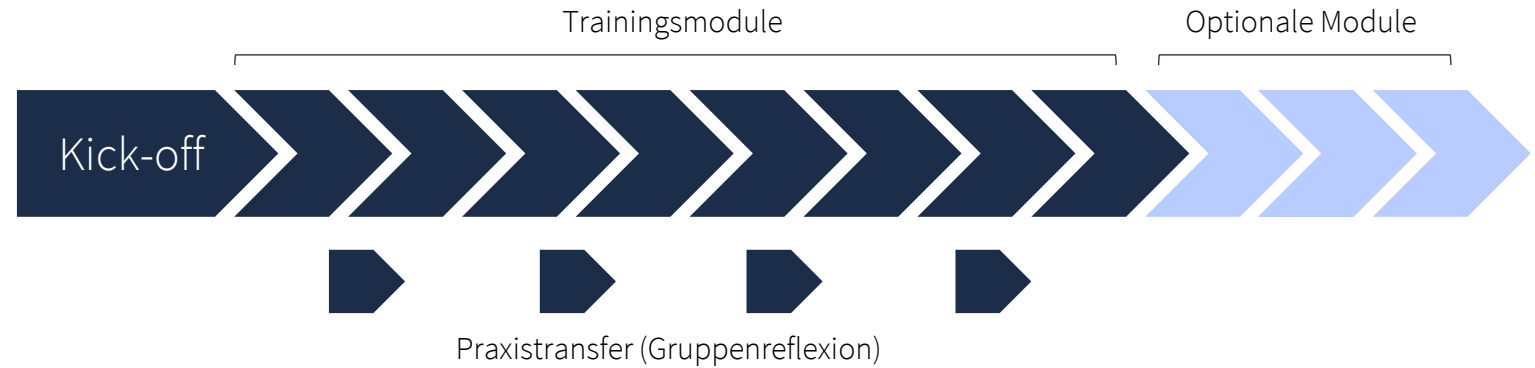 Trainingsmodule
Optionale Module
Kick-off
Praxistransfer (Gruppenreflexion)